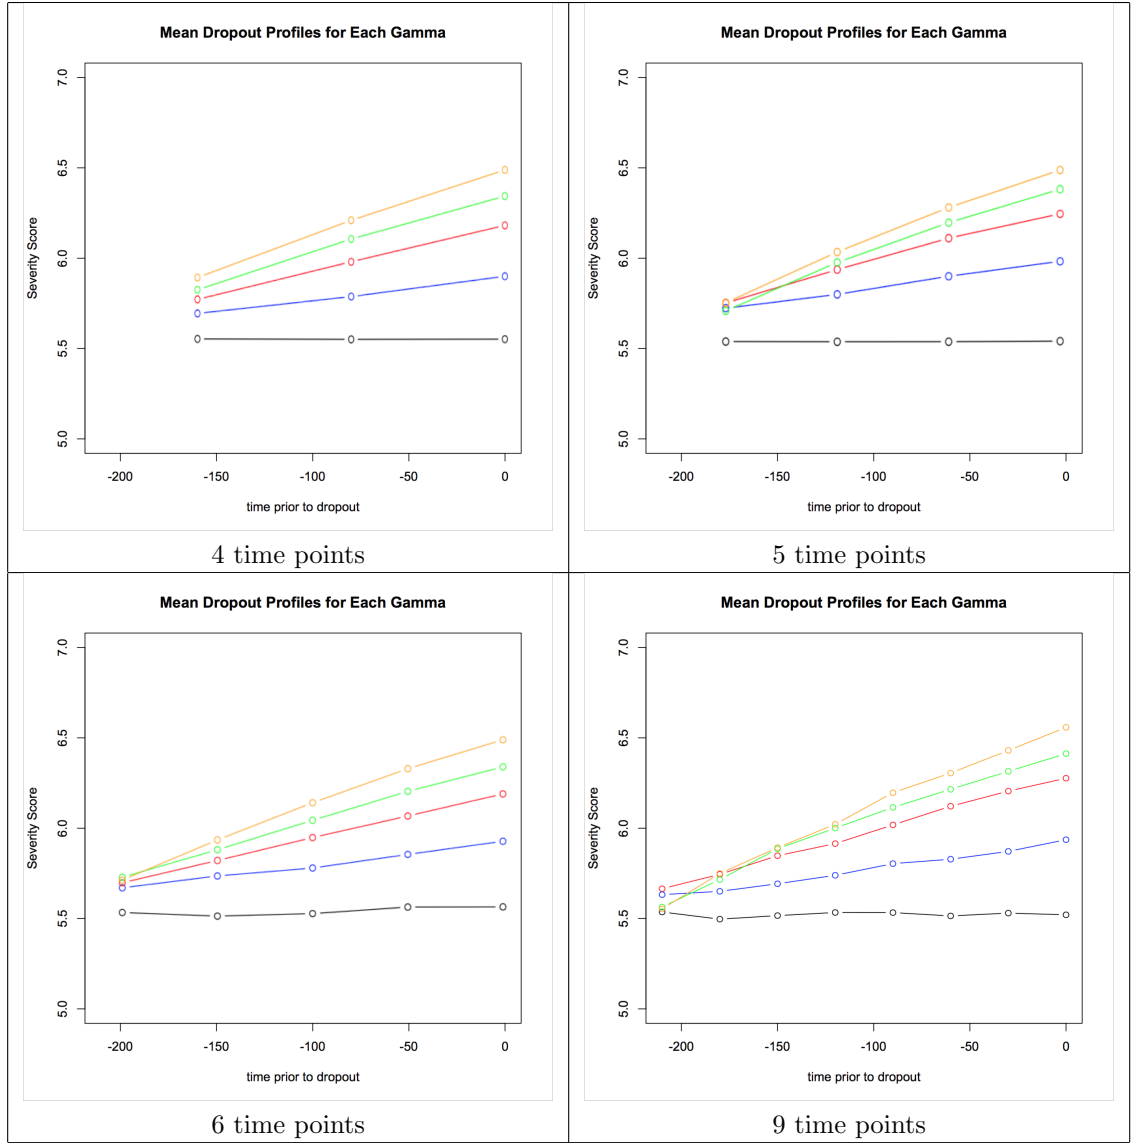 Mean Dropout Profiles for Each Gamma
7.0
6.5
6.0
5.5
5.0
Severity Score
-200 -150 -100 -50 0
time prior to dropout
4 time points
Mean Dropout Profiles for Each Gamma
7.0
6.5
6.0
5.5
5.0
Severity Score
-200 -150 -100 -50 0
time prior to dropout
5 time points
Mean Dropout Profiles for Each Gamma
7.0
6.5
6.0
5.5
5.0
Severity Score
-200 -150 -100 -50 0
time prior to dropout
6 time points
Mean Dropout Profiles for Each Gamma
7.0
6.5
6.0
5.5
5.0
Severity Score
-200 -150 -100 -50 0
time prior to dropout
9 time points